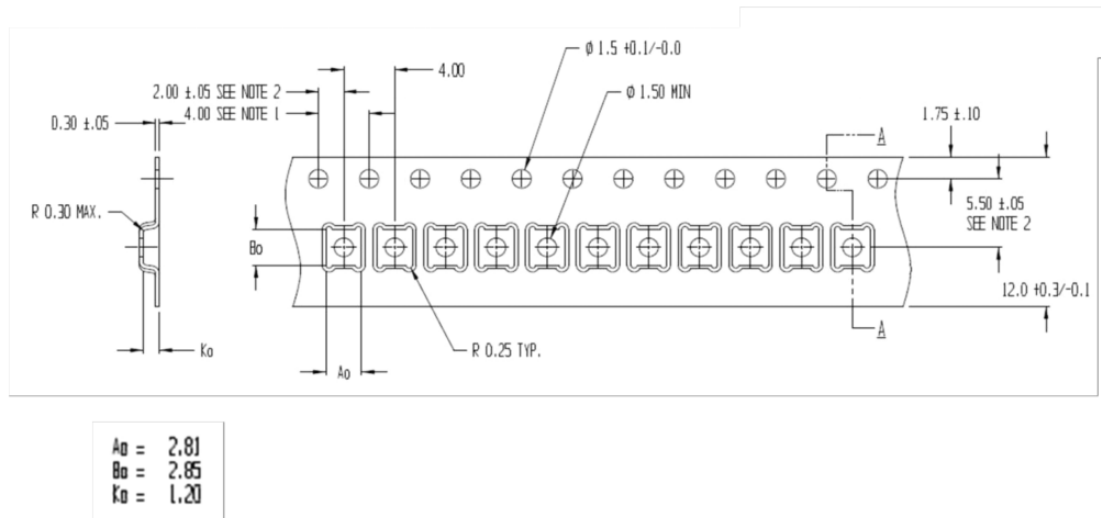 ϕ 1.5 +0.1/-0.0
4.00
2.00 ±.05 SEE NOTE 2
ϕ 1.50 MIN
4.00 SEE NOTE 1
1.75 ±.10
0.30 ±.05
A
R 0.30 MAX.
5.50 ±.05
SEE NOTE 2
Bo
12.0 +0.3/-0.1
A
Ko
R 0.25 TYP.
Ao
Ao = 2.81
Bo = 2.85
Ko = 1.20